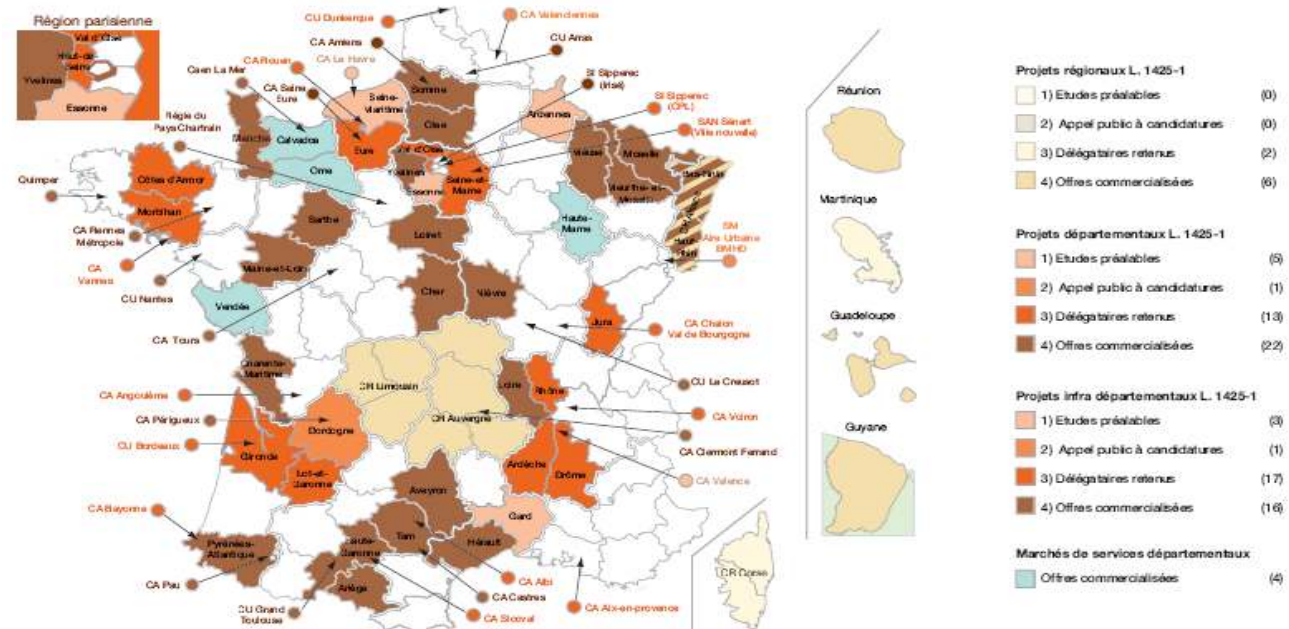 Région parisienne
Val d'Oise
Yvelines
Essonne
CU Dunkerque
CA Valenciennes
CA Amiens
CU Arras
CA Rouen
CA Le Havre
Caen La Mer
CA Seine
Eure
SI Sipperec
(Irisé)
SI Sipperec
(CPL)
SAN Sénart
(Ville nouvelle)
Régie du
Pays Chartrain
Somme
Seine-
Maritime
Oise
Ardennes
Manche
Calvados
Eure
Val d'Oise
Yvelines
Essonne
Seine-et-
Marne
Meuse
Moselle
Meurthe-et-
Moselle
Bas-Rhin
Haut-
Rhin
Orne
Quimper
Côtes d'Armor
Morbihan
CA Rennes
Métropole
CA
Vannes
CU Nantes
Sarthe
Loiret
Haute-
Marne
SM
Aire Urbaine
BMHD
Maine-et-Loire
Cher
Nièvre
Vendée
CA Tours
Jura
CA Chalon
Val de Bourgogne
CU Le Creusot
Charente-
Maritime
CR Limousin
CR Auvergne
Loire
Rhône
CA Angoulème
CA Périgueux
CU Bordeaux
Dordogne
Gironde
Lot-et-
Garonne
CA Voiron
CA Clermont Ferrand
CA Valence
Ardèche
Drôme
Aveyron
Gard
CA Bayonne
Pyrénées-
Atlantique
Haute-
Garonne
Tarn
Hérault
Ariège
CA Pau
CU Grand
Toulouse
CA Albi
CA Castres
CA Sicoval
CA Aix-en-provence
CR Corse
Réunion
Martinique
Guadeloupe
Guyane
Projets régionaux L. 1425-1
1) Etudes préalables (0)
2) Appel public à candidatures (0)
3) Délégataires retenus (2)
4) Offres commercialisées (6)
Projets départementaux L. 1425-1
1) Etudes préalables (5)
2) Appel public à candidatures (1)
3) Délégataires retenus (13)
4) Offres commercialisées (22)
Projets infra départementaux L. 1425-1
1) Etudes préalables (3)
2) Appel public à candidatures (1)
3) Délégataires retenus (17)
4) Offres commercialisées (16)
Marchés de services départementaux
Offres commercialisées (4)